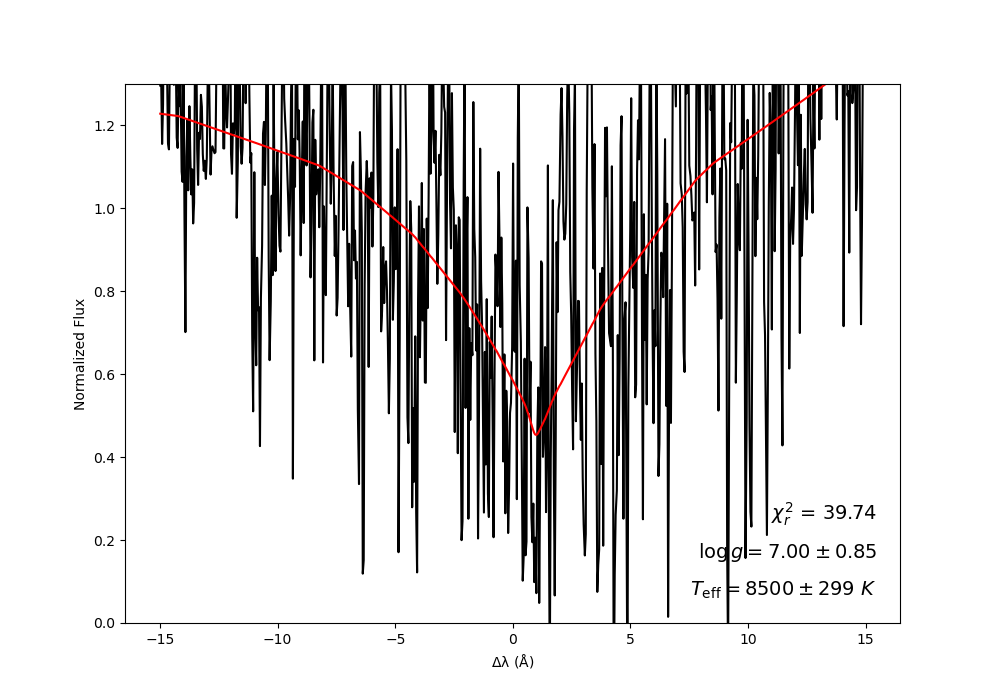 1.2
1.0
0.8
0.6
0.4
0.2
0.0
Normalized Flux
χ²ᵣ = 39.74
log g = 7.00 ± 0.85
T_eff = 8500 ± 299 K
−15 −10 −5 0 5 10 15
Δλ (Å)